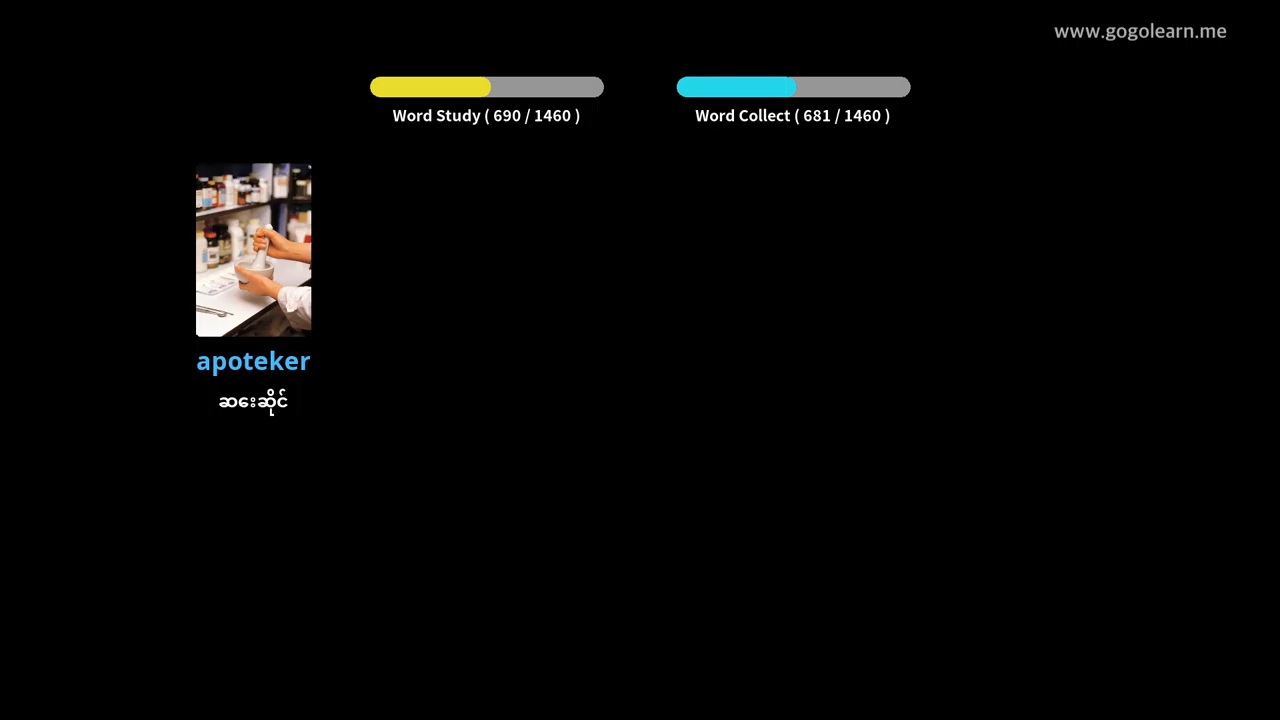 www.gogolearn.me
Word Study ( 690 / 1460 )
Word Collect ( 681 / 1460 )
apoteker
ဆေးဆိုင်